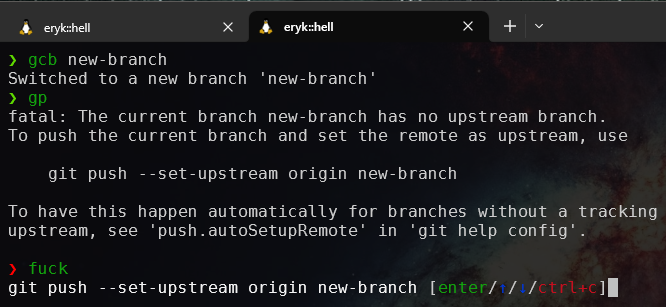 eryk::hell × eryk::hell × + ⌄
❯ gcb new-branch
Switched to a new branch 'new-branch'
❯ gp
fatal: The current branch new-branch has no upstream branch.
To push the current branch and set the remote as upstream, use
git push --set-upstream origin new-branch
To have this happen automatically for branches without a tracking
upstream, see 'push.autoSetupRemote' in 'git help config'.
❯ fuck
git push --set-upstream origin new-branch [enter/↑/↓/ctrl+c]